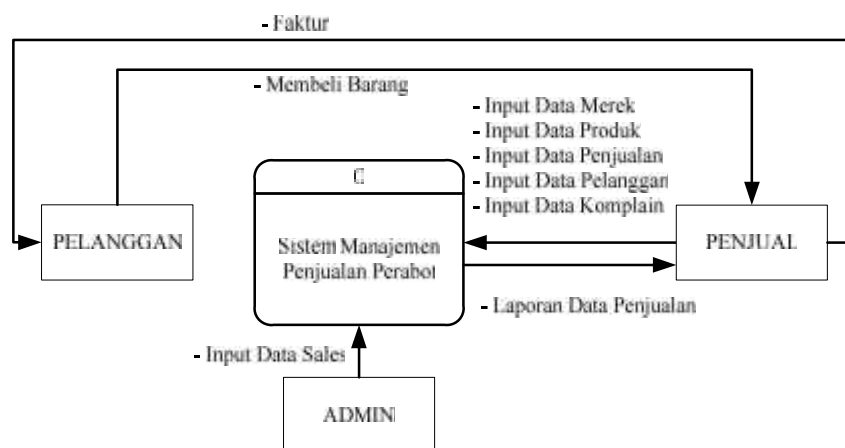 - Faktur
- Membeli Barang
- Input Data Merek
- Input Data Produk
- Input Data Penjualan
- Input Data Pelanggan
- Input Data Komplain
PELANGGAN
Sistem Manajemen
Penjualan Perabot
PENJUAL
- Laporan Data Penjualan
- Input Data Sales
ADMIN